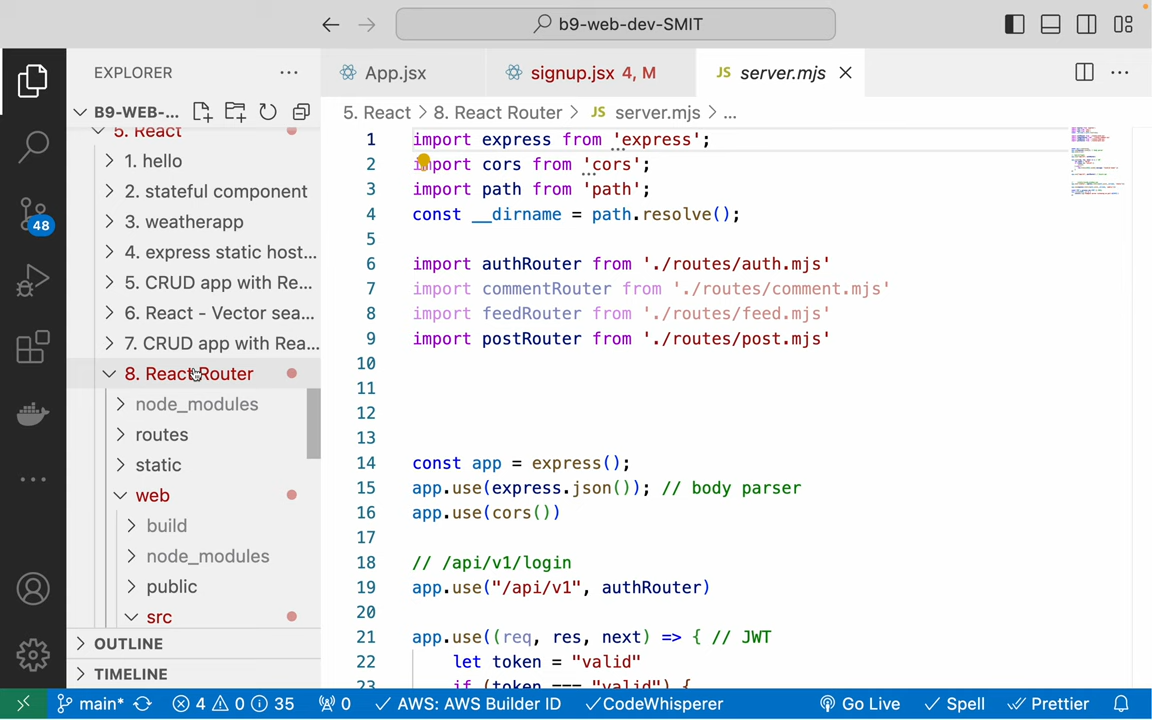 b9-web-dev-SMIT
EXPLORER
B9-WEB-...
5. React
1. hello
2. stateful component
3. weatherapp
4. express static host...
5. CRUD app with Re...
6. React - Vector sea...
7. CRUD app with Rea...
8. React Router
node_modules
routes
static
web
build
node_modules
public
src
OUTLINE
TIMELINE
48
App.jsx
signup.jsx 4, M
JS server.mjs
5. React > 8. React Router > JS server.mjs > ...
1 import express from 'express';
2 import cors from 'cors';
3 import path from 'path';
4 const __dirname = path.resolve();
5
6 import authRouter from './routes/auth.mjs'
7 import commentRouter from './routes/comment.mjs'
8 import feedRouter from './routes/feed.mjs'
9 import postRouter from './routes/post.mjs'
10
11
12
13
14 const app = express();
15 app.use(express.json()); // body parser
16 app.use(cors())
17
18 // /api/v1/login
19 app.use("/api/v1", authRouter)
20
21 app.use((req, res, next) => { // JWT
22 let token = "valid"
23 if (token === "valid") {
main* 4 0 35 0 AWS: AWS Builder ID CodeWhisperer Go Live Spell Prettier